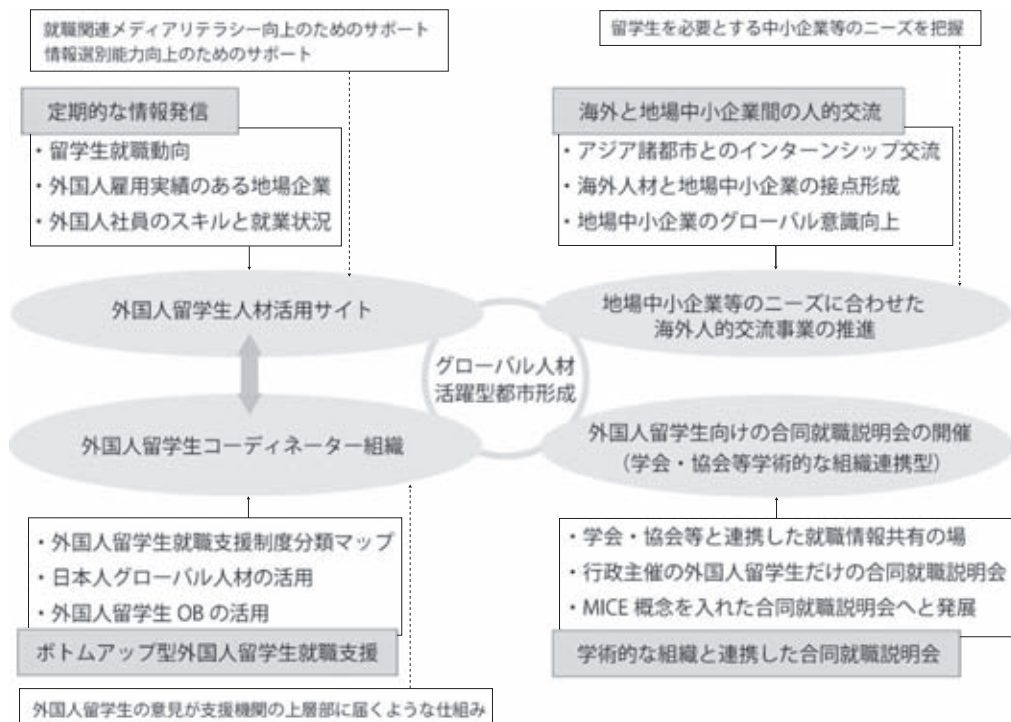 就職関連メディアリテラシー向上のためのサポート
情報選別能力向上のためのサポート
留学生を必要とする中小企業等のニーズを把握
定期的な情報発信
・留学生就職動向
・外国人雇用実績のある地場企業
・外国人社員のスキルと就業状況
海外と地場中小企業間の人的交流
・アジア諸都市とのインターンシップ交流
・海外人材と地場中小企業の接点形成
・地場中小企業のグローバル意識向上
外国人留学生人材活用サイト
地場中小企業等のニーズに合わせた
海外人的交流事業の推進
グローバル人材
活躍型都市形成
外国人留学生コーディネーター組織
外国人留学生向けの合同就職説明会の開催
（学会・協会等学術的な組織連携型）
・外国人留学生就職支援制度分類マップ
・日本人グローバル人材の活用
・外国人留学生 OB の活用
ボトムアップ型外国人留学生就職支援
・学会・協会等と連携した就職情報共有の場
・行政主催の外国人留学生だけの合同就職説明会
・MICE 概念を入れた合同就職説明会へと発展
学術的な組織と連携した合同就職説明会
外国人留学生の意見が支援機関の上層部に届くような仕組み